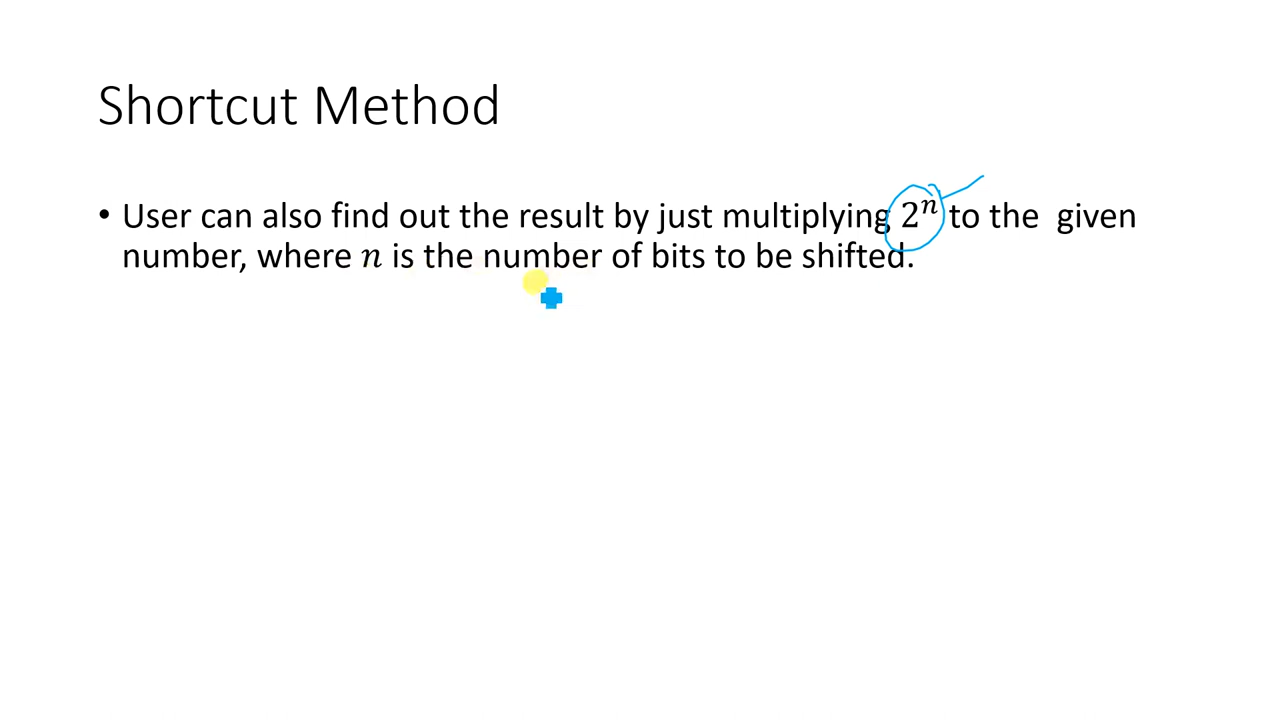 Shortcut Method
• User can also find out the result by just multiplying 2ⁿ to the given
number, where n is the number of bits to be shifted.